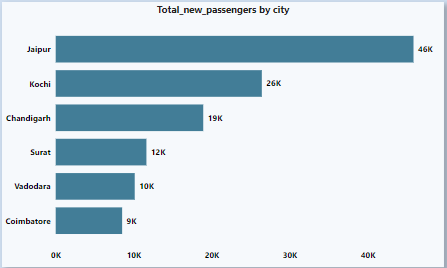 Total_new_passengers by city
Jaipur 46K
Kochi 26K
Chandigarh 19K
Surat 12K
Vadodara 10K
Coimbatore 9K
0K 10K 20K 30K 40K